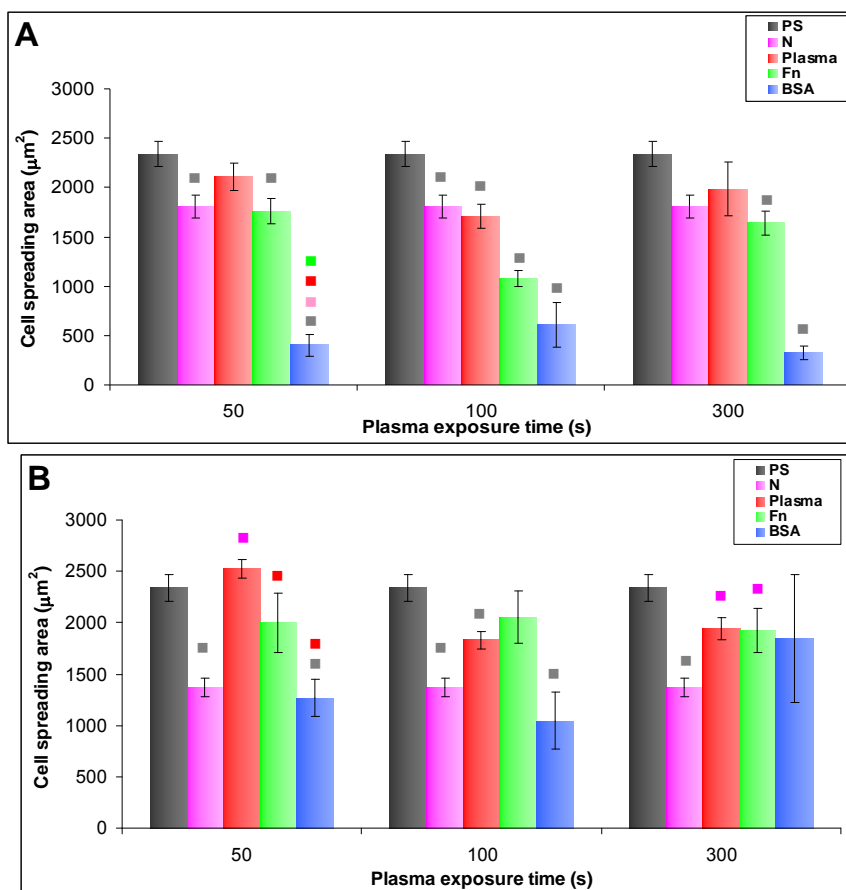 A
PS
N
Plasma
Fn
BSA
Cell spreading area (µm²)
3000
2500
2000
1500
1000
500
0
50
100
300
Plasma exposure time (s)
B
PS
N
Plasma
Fn
BSA
Cell spreading area (µm²)
3000
2500
2000
1500
1000
500
0
50
100
300
Plasma exposure time (s)